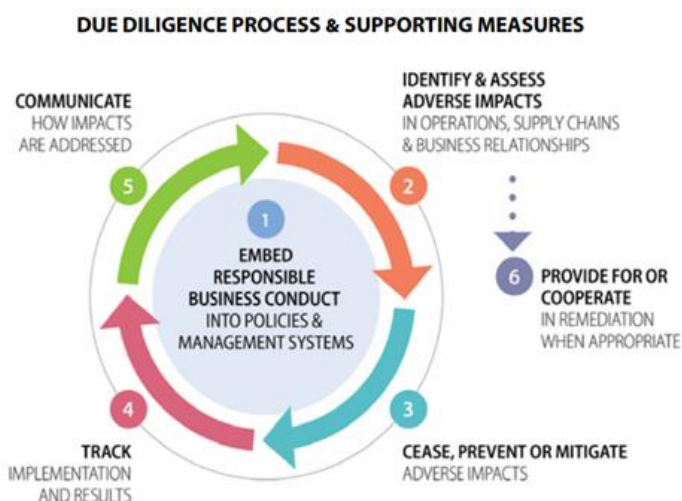 DUE DILIGENCE PROCESS & SUPPORTING MEASURES
1
EMBED
RESPONSIBLE
BUSINESS CONDUCT
INTO POLICIES &
MANAGEMENT SYSTEMS
2
IDENTIFY & ASSESS
ADVERSE IMPACTS
IN OPERATIONS, SUPPLY CHAINS
& BUSINESS RELATIONSHIPS
3
CEASE, PREVENT OR MITIGATE
ADVERSE IMPACTS
4
TRACK
IMPLEMENTATION
AND RESULTS
5
COMMUNICATE
HOW IMPACTS
ARE ADDRESSED
6
PROVIDE FOR OR
COOPERATE
IN REMEDIATION
WHEN APPROPRIATE